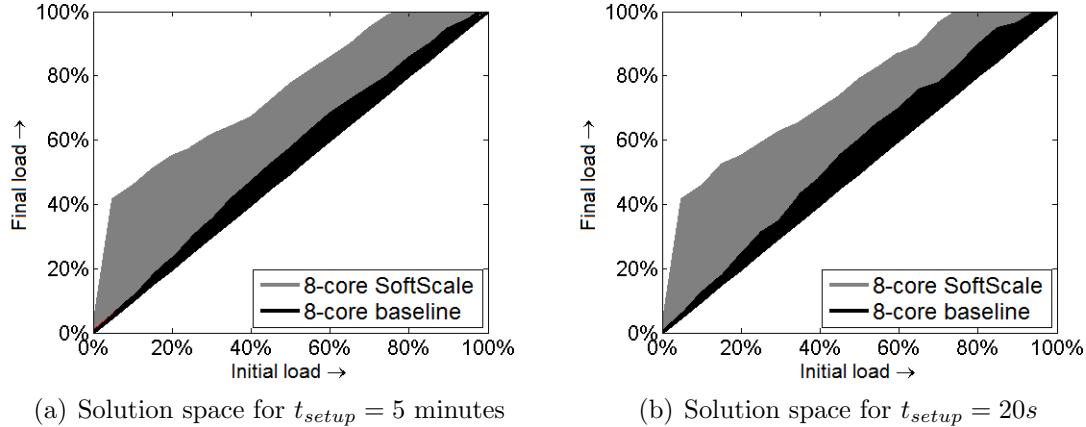 100%
80%
60%
40%
20%
0%
Final load →
8-core SoftScale
8-core baseline
0%
20%
40%
60%
80%
100%
Initial load →
(a) Solution space for t_setup = 5 minutes
100%
80%
60%
40%
20%
0%
Final load →
8-core SoftScale
8-core baseline
0%
20%
40%
60%
80%
100%
Initial load →
(b) Solution space for t_setup = 20s